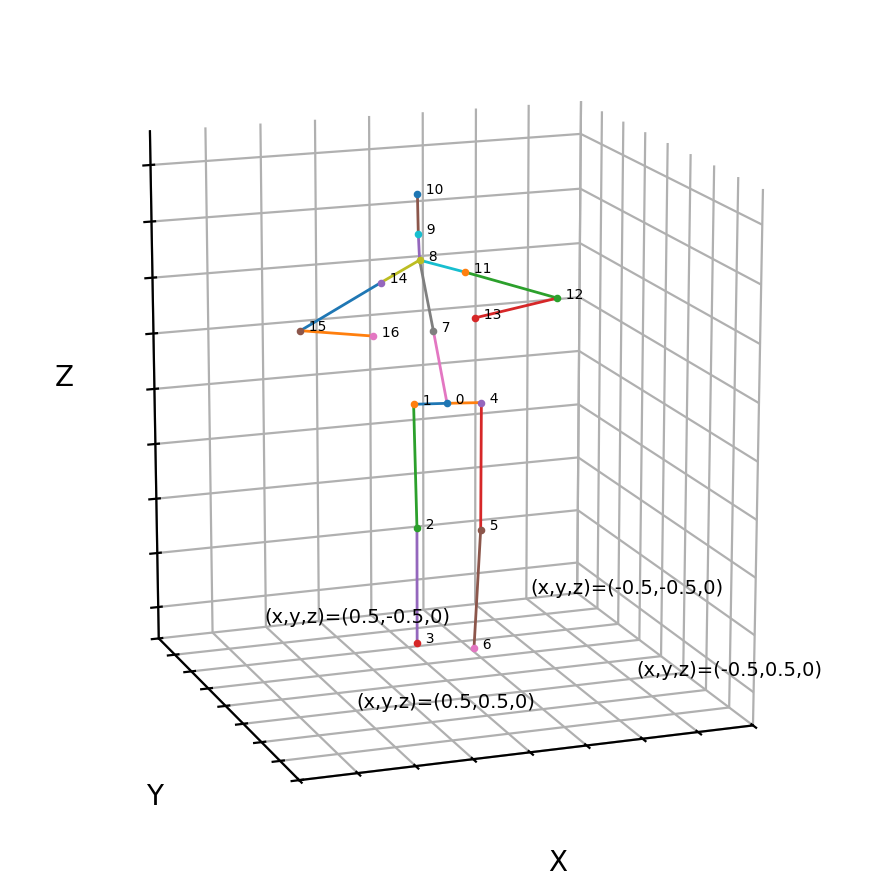 10
9
8
11
14
12
13
15
16
7
Z
1
0
4
2
5
(x,y,z)=(-0.5,-0.5,0)
(x,y,z)=(0.5,-0.5,0)
3
6
(x,y,z)=(-0.5,0.5,0)
(x,y,z)=(0.5,0.5,0)
Y
X